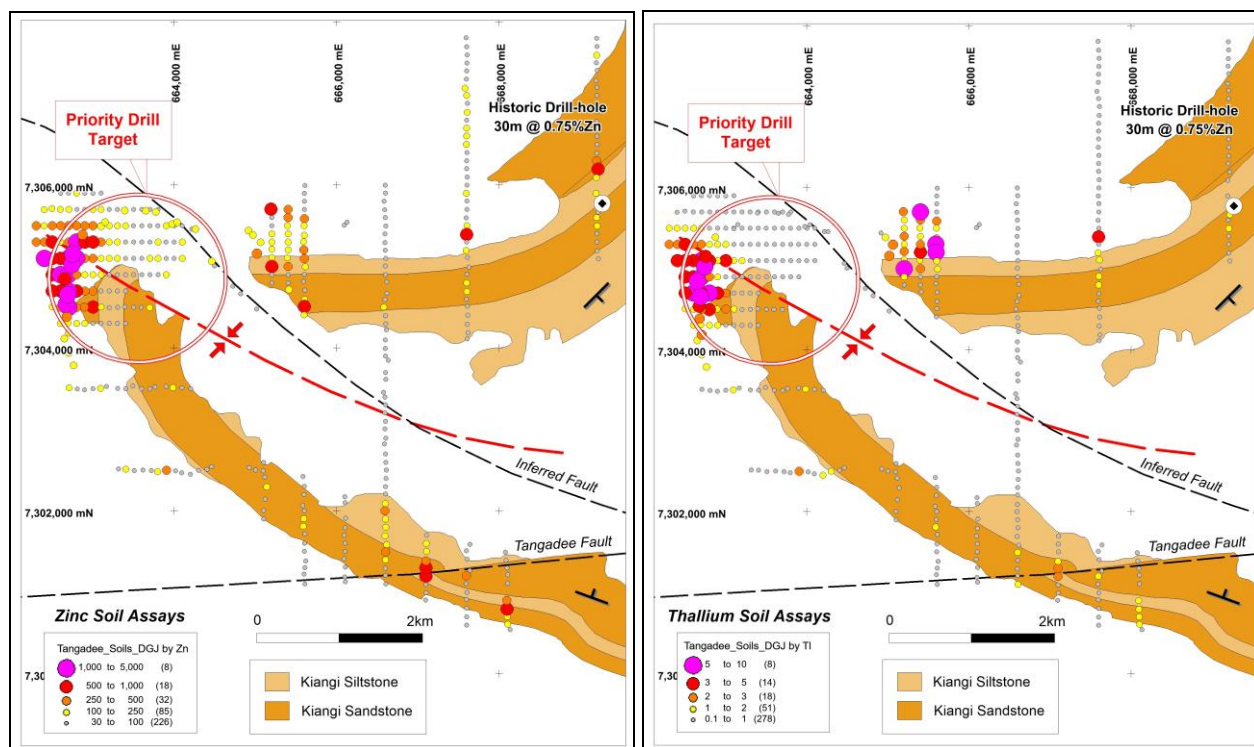 664,000 mE
666,000 mE
668,000 mE
Historic Drill-hole
30m @ 0.75%Zn
Priority Drill
Target
7,306,000 mN
7,304,000 mN
Inferred Fault
7,302,000 mN
Tangadee Fault
Zinc Soil Assays
0
2km
Tangadee_Soils_DGJ by Zn
1,000 to 5,000 (8)
500 to 1,000 (18)
250 to 500 (32)
100 to 250 (85)
30 to 100 (226)
Kiangi Siltstone
Kiangi Sandstone
7,30
664,000 mE
666,000 mE
668,000 mE
Historic Drill-hole
30m @ 0.75%Zn
Priority Drill
Target
7,306,000 mN
7,304,000 mN
Inferred Fault
7,302,000 mN
Tangadee Fault
Thallium Soil Assays
0
2km
Tangadee_Soils_DGJ by Tl
5 to 10 (8)
3 to 5 (14)
2 to 3 (18)
1 to 2 (51)
0.1 to 1 (278)
Kiangi Siltstone
Kiangi Sandstone
7,30